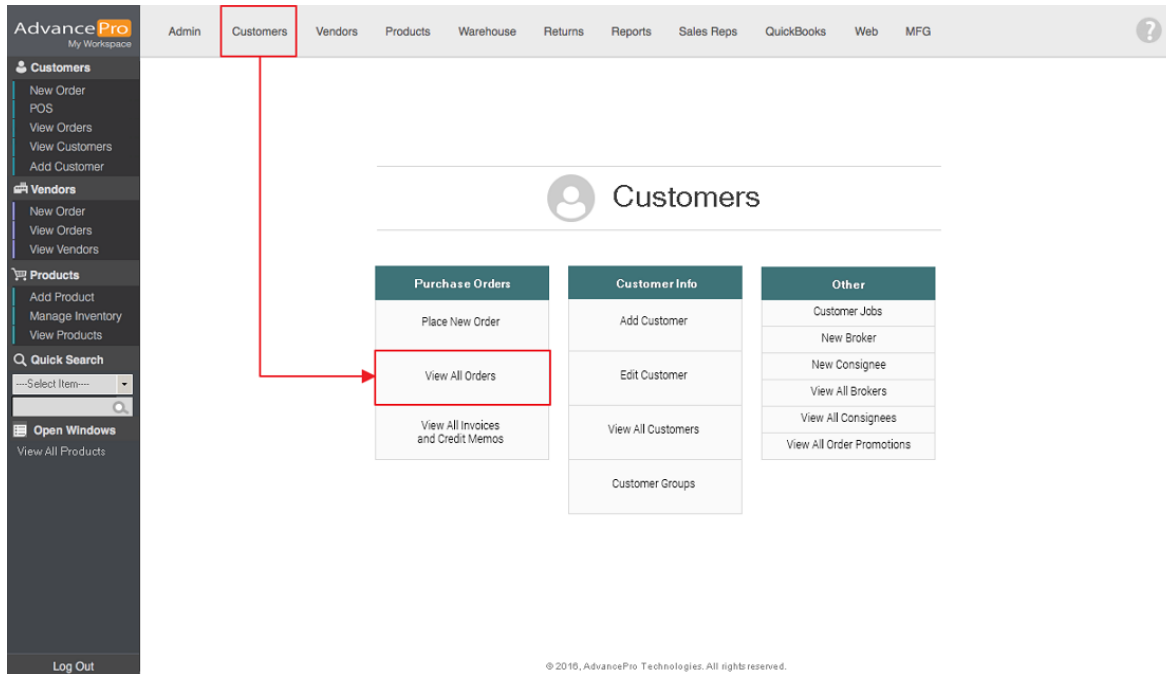 AdvancePro
My Workspace
Admin Customers Vendors Products Warehouse Returns Reports Sales Reps QuickBooks Web MFG ?
Customers
New Order
POS
View Orders
View Customers
Add Customer
Vendors
New Order
View Orders
View Vendors
Products
Add Product
Manage Inventory
View Products
Quick Search
----Select Item----
Open Windows
View All Products
Log Out
Customers
Purchase Orders
Place New Order
View All Orders
View All Invoices
and Credit Memos
Customer Info
Add Customer
Edit Customer
View All Customers
Customer Groups
Other
Customer Jobs
New Broker
New Consignee
View All Brokers
View All Consignees
View All Order Promotions
© 2016, AdvancePro Technologies. All rights reserved.